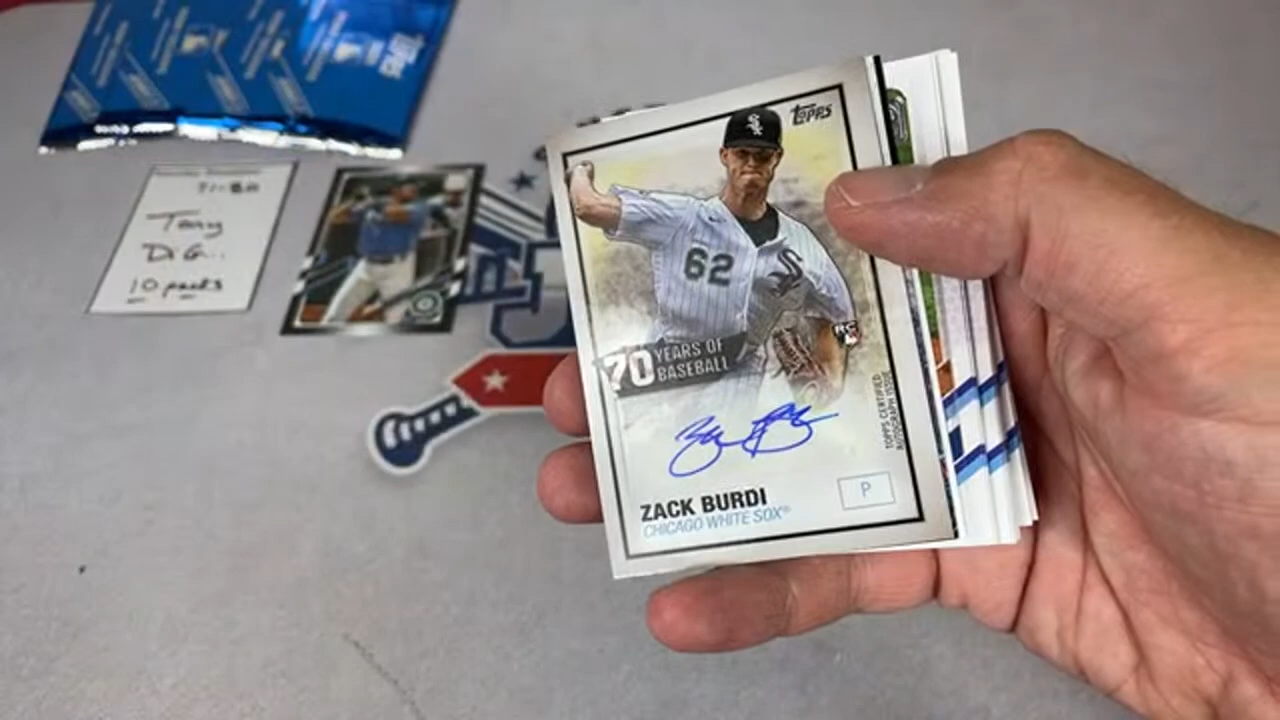 TOPPS
62
RC
70 YEARS OF
BASEBALL
TOPPS CERTIFIED
AUTOGRAPH ISSUE
ZACK BURDI
P
CHICAGO WHITE SOX®
Tony
DiG..
10 packs